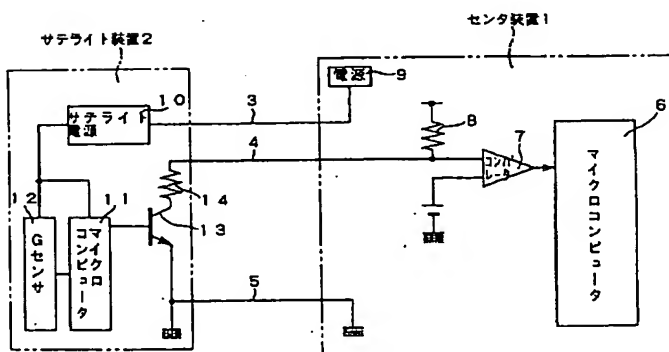 センタ装置1
サテライト装置2
電源
9
10
サテライト
電源
3
8
6
4
7
コンパ
レータ
14
13
12
11
Gセンサ
マイクロ
コンピュータ
マイクロコンピュータ
5